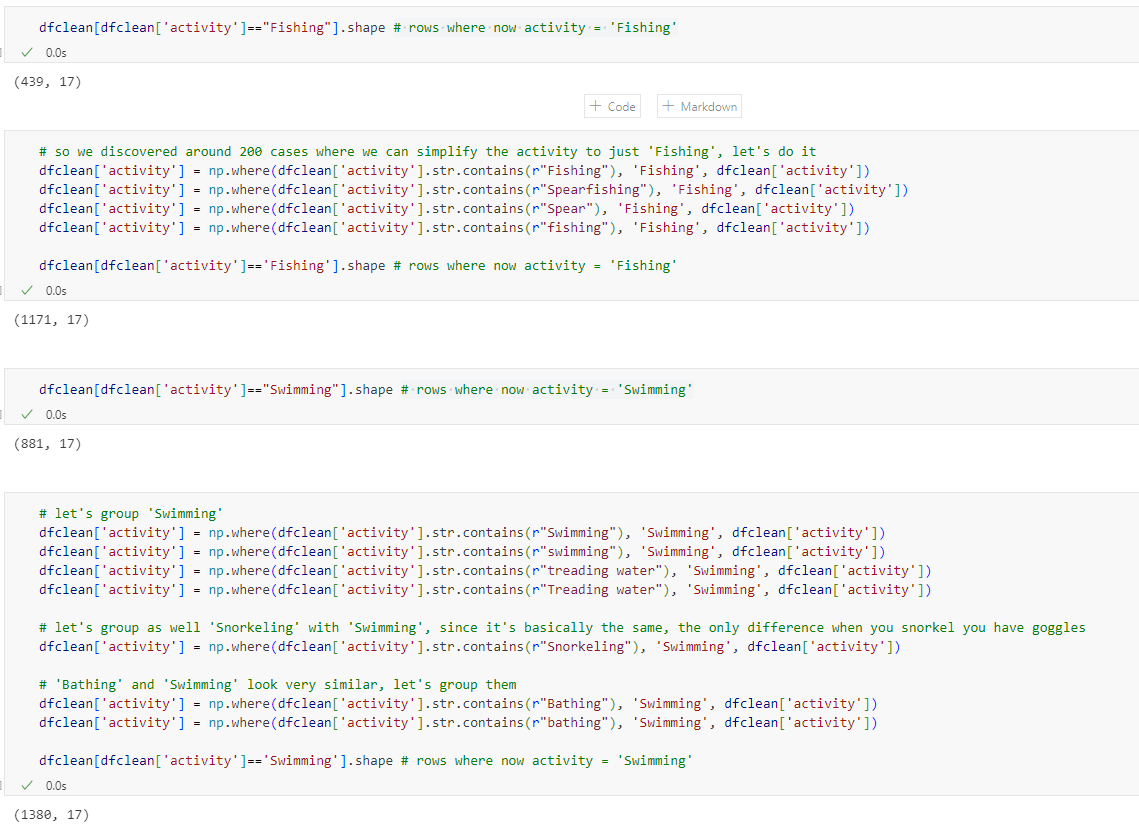 dfclean[dfclean['activity']=="Fishing"].shape # rows where now activity = 'Fishing'
0.0s
(439, 17)
+ Code + Markdown
# so we discovered around 200 cases where we can simplify the activity to just 'Fishing', let's do it
dfclean['activity'] = np.where(dfclean['activity'].str.contains(r"Fishing"), 'Fishing', dfclean['activity'])
dfclean['activity'] = np.where(dfclean['activity'].str.contains(r"Spearfishing"), 'Fishing', dfclean['activity'])
dfclean['activity'] = np.where(dfclean['activity'].str.contains(r"Spear"), 'Fishing', dfclean['activity'])
dfclean['activity'] = np.where(dfclean['activity'].str.contains(r"fishing"), 'Fishing', dfclean['activity'])
dfclean[dfclean['activity']=='Fishing'].shape # rows where now activity = 'Fishing'
0.0s
(1171, 17)
dfclean[dfclean['activity']=="Swimming"].shape # rows where now activity = 'Swimming'
0.0s
(881, 17)
# let's group 'Swimming'
dfclean['activity'] = np.where(dfclean['activity'].str.contains(r"Swimming"), 'Swimming', dfclean['activity'])
dfclean['activity'] = np.where(dfclean['activity'].str.contains(r"swimming"), 'Swimming', dfclean['activity'])
dfclean['activity'] = np.where(dfclean['activity'].str.contains(r"treading water"), 'Swimming', dfclean['activity'])
dfclean['activity'] = np.where(dfclean['activity'].str.contains(r"Treading water"), 'Swimming', dfclean['activity'])
# let's group as well 'Snorkeling' with 'Swimming', since it's basically the same, the only difference when you snorkel you have goggles
dfclean['activity'] = np.where(dfclean['activity'].str.contains(r"Snorkeling"), 'Swimming', dfclean['activity'])
# 'Bathing' and 'Swimming' look very similar, let's group them
dfclean['activity'] = np.where(dfclean['activity'].str.contains(r"Bathing"), 'Swimming', dfclean['activity'])
dfclean['activity'] = np.where(dfclean['activity'].str.contains(r"bathing"), 'Swimming', dfclean['activity'])
dfclean[dfclean['activity']=='Swimming'].shape # rows where now activity = 'Swimming'
0.0s
(1380, 17)